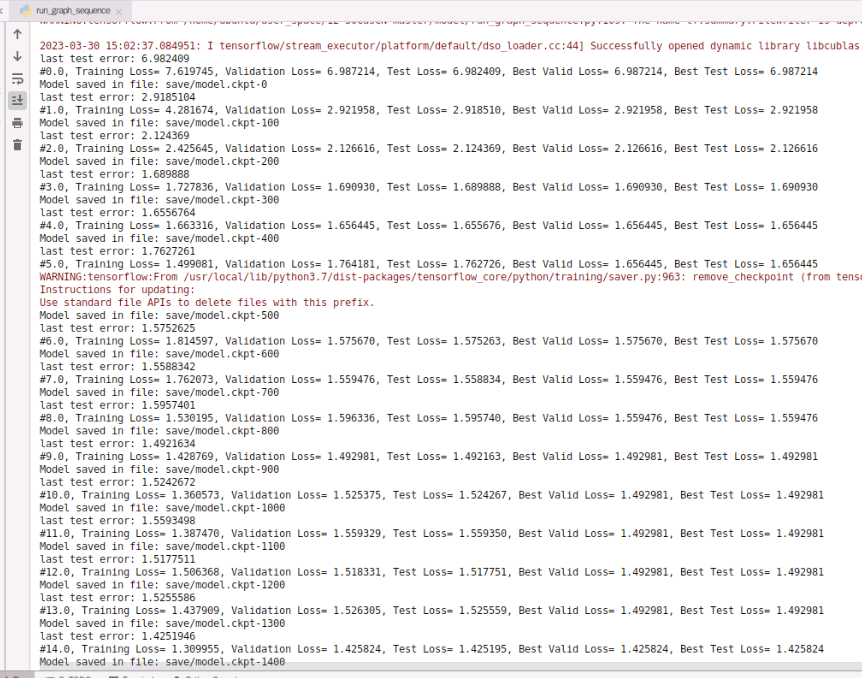 run_graph_sequence
2023-03-30 15:02:37.084951: I tensorflow/stream_executor/platform/default/dso_loader.cc:44] Successfully opened dynamic library libcublas
last test error: 6.982409
#0.0, Training Loss= 7.619745, Validation Loss= 6.987214, Test Loss= 6.982409, Best Valid Loss= 6.987214, Best Test Loss= 6.987214
Model saved in file: save/model.ckpt-0
last test error: 2.9185104
#1.0, Training Loss= 4.281674, Validation Loss= 2.921958, Test Loss= 2.918510, Best Valid Loss= 2.921958, Best Test Loss= 2.921958
Model saved in file: save/model.ckpt-100
last test error: 2.124369
#2.0, Training Loss= 2.425645, Validation Loss= 2.126616, Test Loss= 2.124369, Best Valid Loss= 2.126616, Best Test Loss= 2.126616
Model saved in file: save/model.ckpt-200
last test error: 1.689888
#3.0, Training Loss= 1.727836, Validation Loss= 1.690930, Test Loss= 1.689888, Best Valid Loss= 1.690930, Best Test Loss= 1.690930
Model saved in file: save/model.ckpt-300
last test error: 1.6556764
#4.0, Training Loss= 1.663316, Validation Loss= 1.656445, Test Loss= 1.655676, Best Valid Loss= 1.656445, Best Test Loss= 1.656445
Model saved in file: save/model.ckpt-400
last test error: 1.7627261
#5.0, Training Loss= 1.499081, Validation Loss= 1.764181, Test Loss= 1.762726, Best Valid Loss= 1.656445, Best Test Loss= 1.656445
WARNING:tensorflow:From /usr/local/lib/python3.7/dist-packages/tensorflow_core/python/training/saver.py:963: remove_checkpoint (from tenso
Instructions for updating:
Use standard file APIs to delete files with this prefix.
Model saved in file: save/model.ckpt-500
last test error: 1.5752625
#6.0, Training Loss= 1.814597, Validation Loss= 1.575670, Test Loss= 1.575263, Best Valid Loss= 1.575670, Best Test Loss= 1.575670
Model saved in file: save/model.ckpt-600
last test error: 1.5588342
#7.0, Training Loss= 1.762073, Validation Loss= 1.559476, Test Loss= 1.558834, Best Valid Loss= 1.559476, Best Test Loss= 1.559476
Model saved in file: save/model.ckpt-700
last test error: 1.5957401
#8.0, Training Loss= 1.530195, Validation Loss= 1.596336, Test Loss= 1.595740, Best Valid Loss= 1.559476, Best Test Loss= 1.559476
Model saved in file: save/model.ckpt-800
last test error: 1.4921634
#9.0, Training Loss= 1.428769, Validation Loss= 1.492981, Test Loss= 1.492163, Best Valid Loss= 1.492981, Best Test Loss= 1.492981
Model saved in file: save/model.ckpt-900
last test error: 1.5242672
#10.0, Training Loss= 1.360573, Validation Loss= 1.525375, Test Loss= 1.524267, Best Valid Loss= 1.492981, Best Test Loss= 1.492981
Model saved in file: save/model.ckpt-1000
last test error: 1.5593498
#11.0, Training Loss= 1.387470, Validation Loss= 1.559329, Test Loss= 1.559350, Best Valid Loss= 1.492981, Best Test Loss= 1.492981
Model saved in file: save/model.ckpt-1100
last test error: 1.5177511
#12.0, Training Loss= 1.506368, Validation Loss= 1.518331, Test Loss= 1.517751, Best Valid Loss= 1.492981, Best Test Loss= 1.492981
Model saved in file: save/model.ckpt-1200
last test error: 1.5255586
#13.0, Training Loss= 1.437909, Validation Loss= 1.526305, Test Loss= 1.525559, Best Valid Loss= 1.492981, Best Test Loss= 1.492981
Model saved in file: save/model.ckpt-1300
last test error: 1.4251946
#14.0, Training Loss= 1.309955, Validation Loss= 1.425824, Test Loss= 1.425195, Best Valid Loss= 1.425824, Best Test Loss= 1.425824
Model saved in file: save/model.ckpt-1400